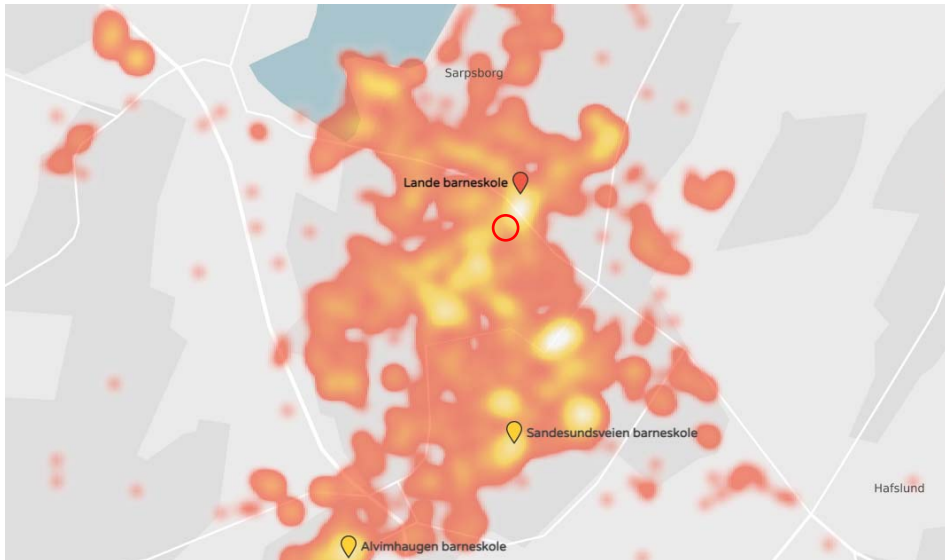 Sarpsborg
Lande barneskole
Sandesundsveien barneskole
Hafslund
Alvimhaugen barneskole